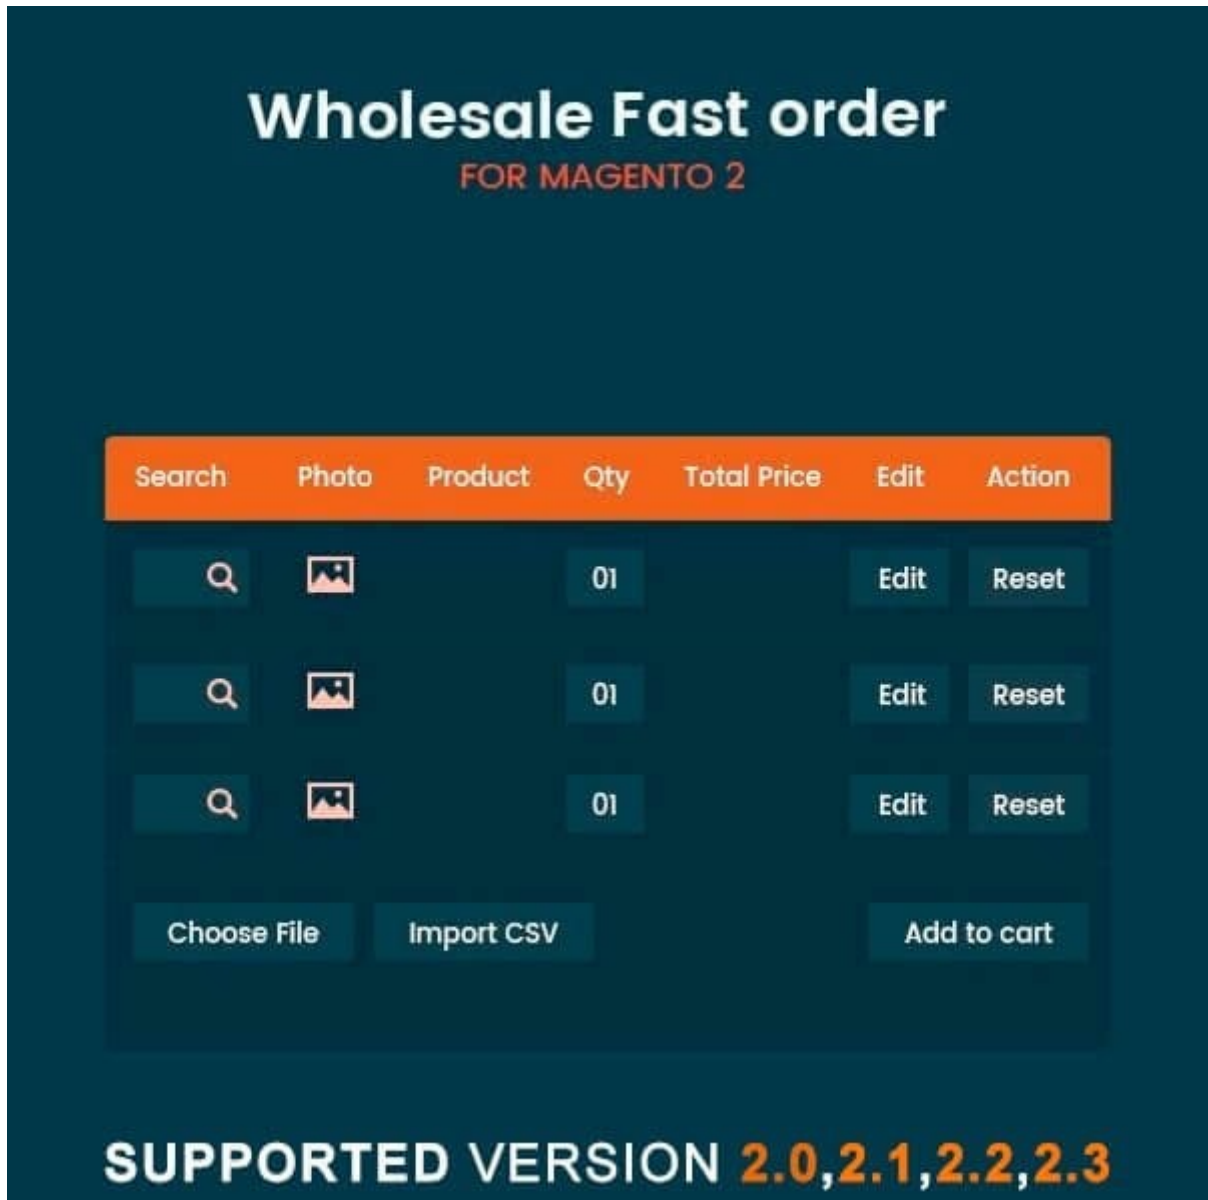 Wholesale Fast order
FOR MAGENTO 2
Search Photo Product Qty Total Price Edit Action
01 Edit Reset
01 Edit Reset
01 Edit Reset
Choose File Import CSV Add to cart
SUPPORTED VERSION 2.0,2.1,2.2,2.3